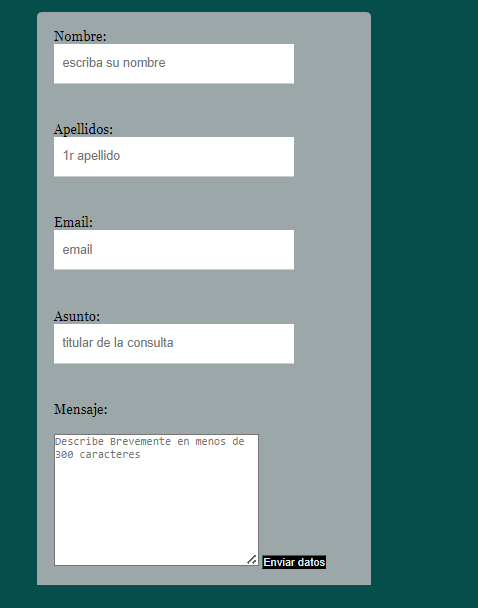 Nombre:
escriba su nombre
Apellidos:
1r apellido
Email:
email
Asunto:
titular de la consulta
Mensaje:
Describe Brevemente en menos de
300 caracteres
Enviar datos